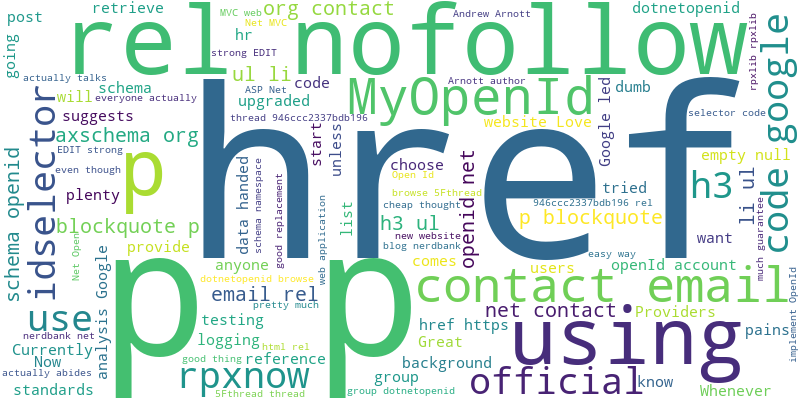 rel nofollow
href
p p
using
contact email
MyOpenId
official
rpxnow
idselector
code google
h3
p
use
org contact
retrieve
MVC web
Net MVC
Andrew Arnott
dotnetopenid
going post
hr
strong EDIT
rpxlib rpxlib
actually talks
ul li
code
ASP Net
schema
Arnott author
Google led
dumb
will
everyone actually
upgraded
suggests
thread 946ccc2337bdb196
website Love
selector code
axschema org
start
unless
EDIT strong
choose
empty null
even though
Open Id
openid net
tried
data handed
schema namespace
good replacement
browse 5Fthread
li ul
plenty
schema openid
cheap thought
946ccc2337bdb196 rel
blockquote p
list
h3 ul
p blockquote
web application
new website
want
much guarantee
Net Open
provide
blog nerdbank
easy way
anyone
comes
users
openId account
analysis Google
dotnetopenid browse
implement OpenId
email rel
pretty much
net contact
Providers
testing
href https
pains
nerdbank net
logging
Great
Currently
html rel
Now
good thing
reference
background
actually abides
group
know
standards
5Fthread thread
group dotnetopenid
Whenever